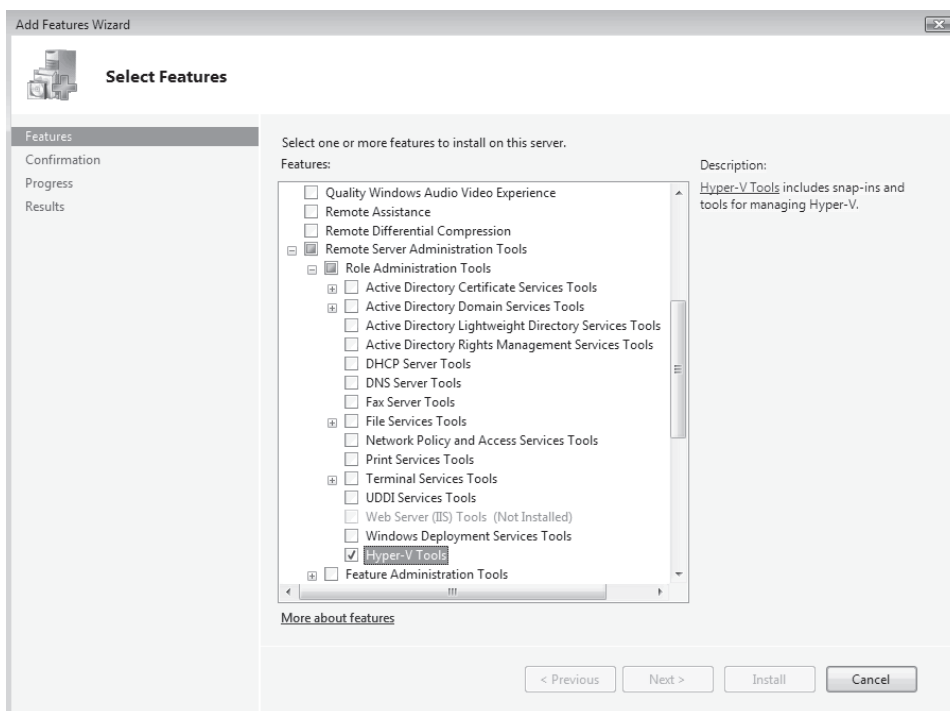 Add Features Wizard
Select Features
Features
Confirmation
Progress
Results
Select one or more features to install on this server.
Features:
Quality Windows Audio Video Experience
Remote Assistance
Remote Differential Compression
Remote Server Administration Tools
Role Administration Tools
Active Directory Certificate Services Tools
Active Directory Domain Services Tools
Active Directory Lightweight Directory Services Tools
Active Directory Rights Management Services Tools
DHCP Server Tools
DNS Server Tools
Fax Server Tools
File Services Tools
Network Policy and Access Services Tools
Print Services Tools
Terminal Services Tools
UDDI Services Tools
Web Server (IIS) Tools (Not Installed)
Windows Deployment Services Tools
Hyper-V Tools
Feature Administration Tools
More about features
Description:
Hyper-V Tools includes snap-ins and
tools for managing Hyper-V.
< Previous
Next >
Install
Cancel